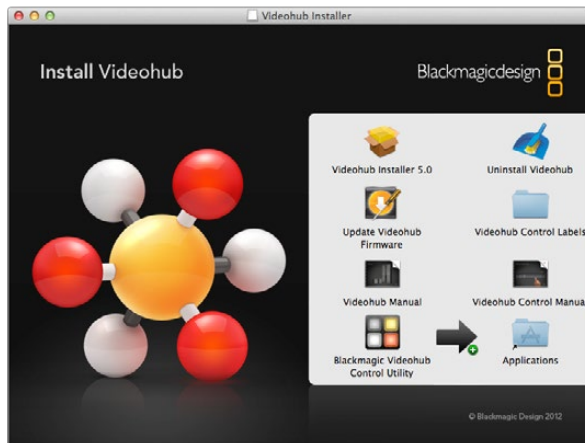 Videohub Installer
Install Videohub
Blackmagicdesign
Videohub Installer 5.0
Uninstall Videohub
Update Videohub
Firmware
Videohub Control Labels
Videohub Manual
Videohub Control Manual
Blackmagic Videohub
Control Utility
Applications
© Blackmagic Design 2012